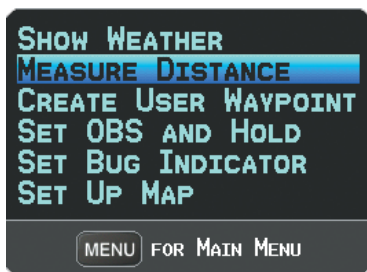 Show Weather
Measure Distance
Create User Waypoint
Set OBS and Hold
Set Bug Indicator
Set Up Map
MENU for Main Menu